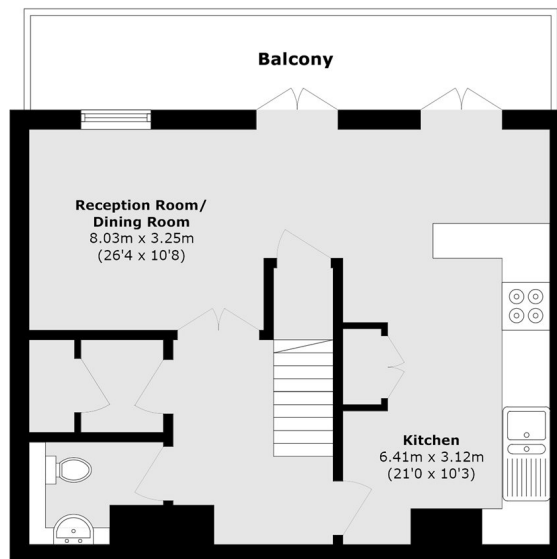 Balcony
Reception Room/
Dining Room
8.03m x 3.25m
(26'4 x 10'8)
Kitchen
6.41m x 3.12m
(21'0 x 10'3)